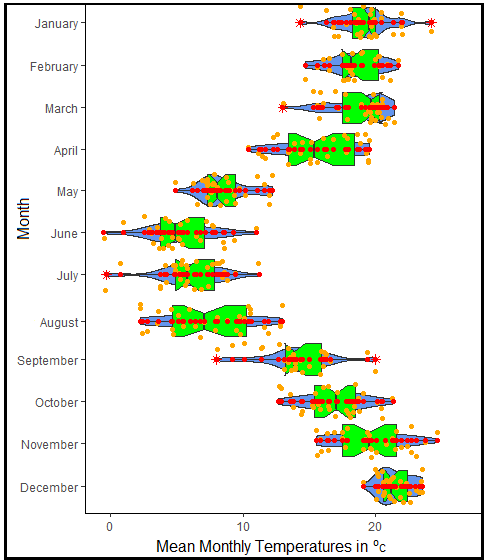 January
February
March
April
May
June
July
August
September
October
November
December
Month
0 10 20
Mean Monthly Temperatures in ºc